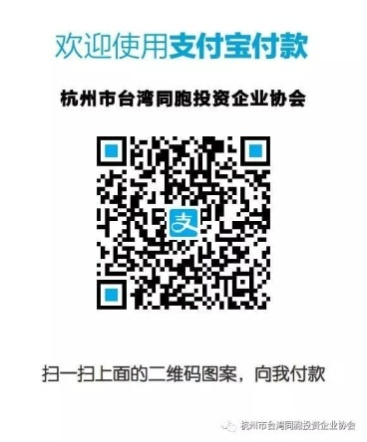 欢迎使用支付宝付款
杭州市台湾同胞投资企业协会
支
扫一扫上面的二维码图案，向我付款
杭州市台湾同胞投资企业协会